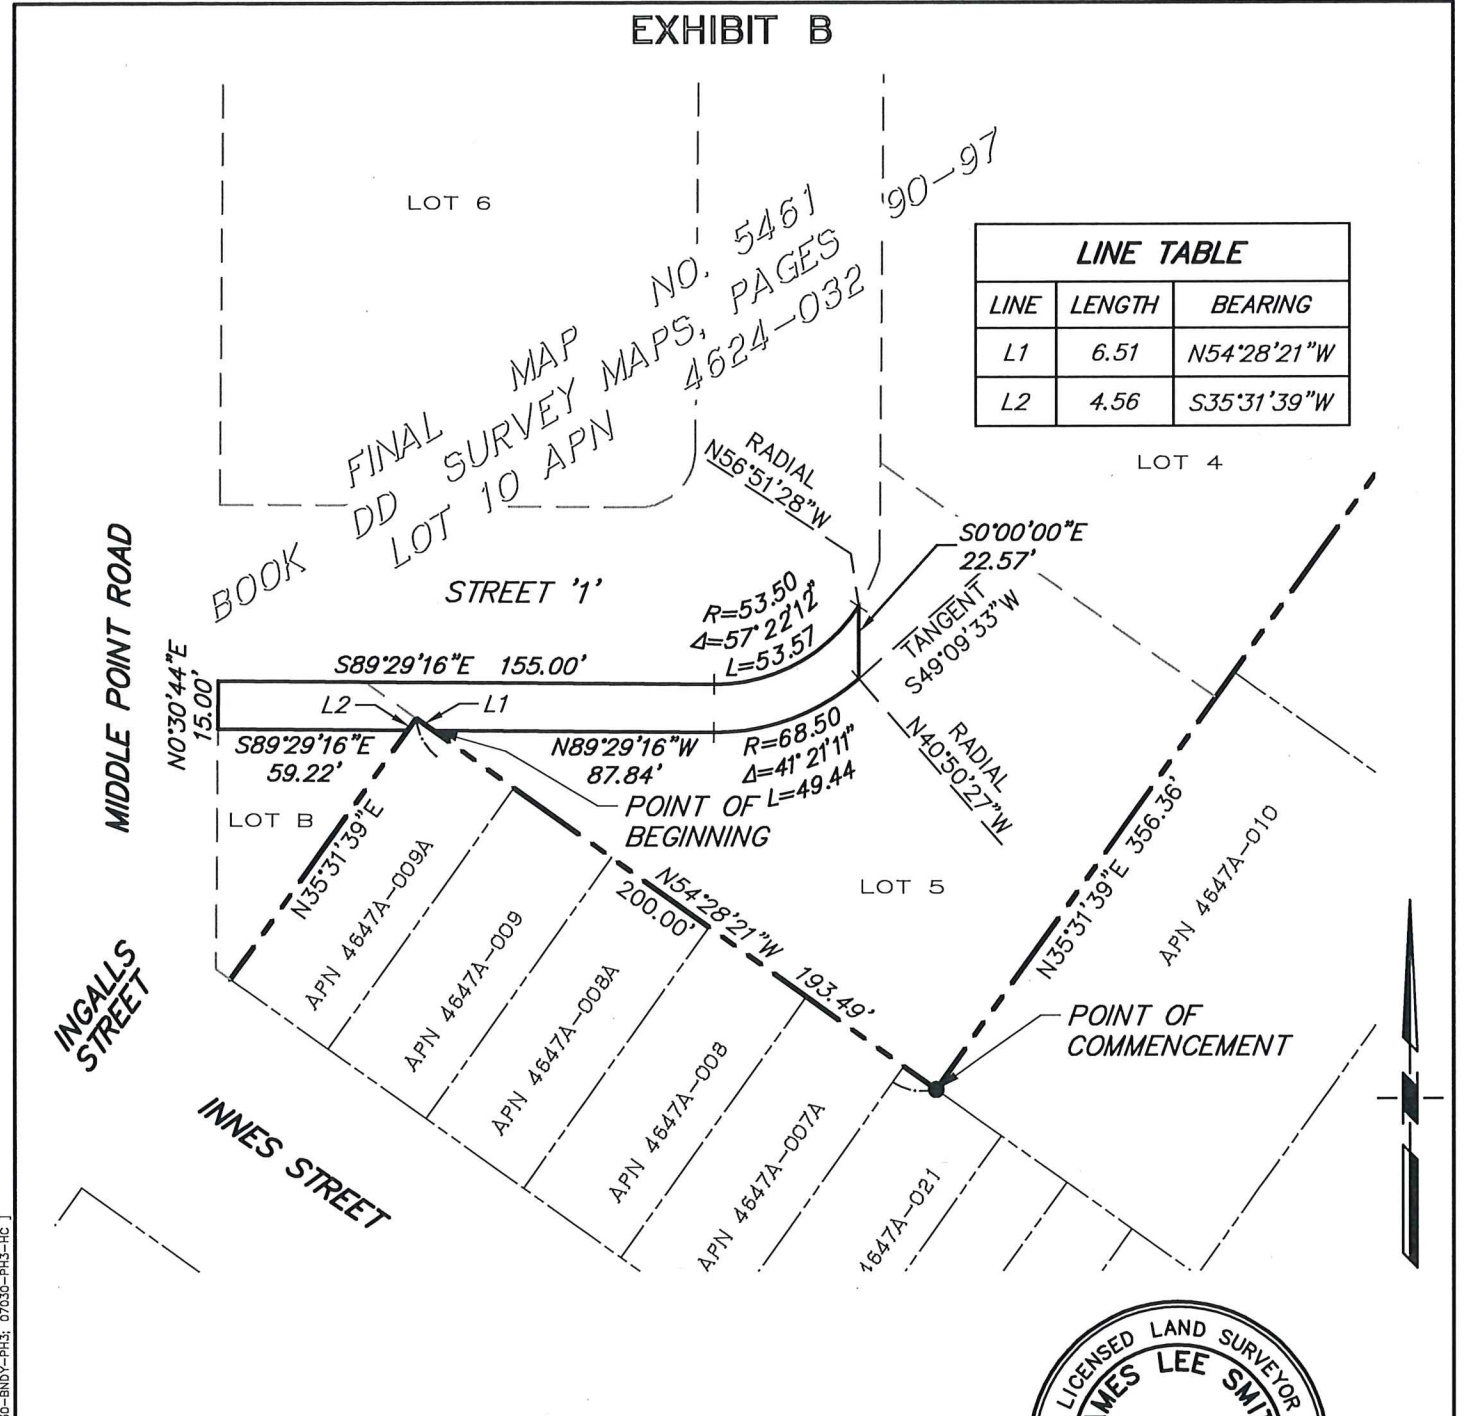 EXHIBIT B
LOT 6
FINAL MAP NO. 5461
BOOK DD SURVEY MAPS, PAGES 90-97
LOT 10 APN 4624-032
LINE TABLE
LINE LENGTH BEARING
L1 6.51 N54°28'21"W
L2 4.56 S35°31'39"W
LOT 4
RADIAL
N56°51'28"W
S0°00'00"E
22.57'
TANGENT
S49°09'33"W
MIDDLE POINT ROAD
STREET '1'
R=53.50
Δ=57°22'12"
L=53.57
N0°30'44"E
15.00'
S89°29'16"E 155.00'
L2
L1
S89°29'16"E
59.22'
N89°29'16"W
87.84'
R=68.50
Δ=41°21'11"
L=49.44
RADIAL
N40°50'27"W
POINT OF
BEGINNING
LOT B
N35°31'39"E
APN 4647A-009A
APN 4647A-009
APN 4647A-008A
APN 4647A-008
APN 4647A-007A
4647A-021
N54°28'21"W
200.00'
193.49'
LOT 5
N35°31'39"E 356.36'
APN 4647A-010
POINT OF
COMMENCEMENT
INGALLS
STREET
INNES STREET
LICENSED LAND SURVEYOR
MES LEE SMIT
-BNDY-PH3; 07030-PH3-HC ]